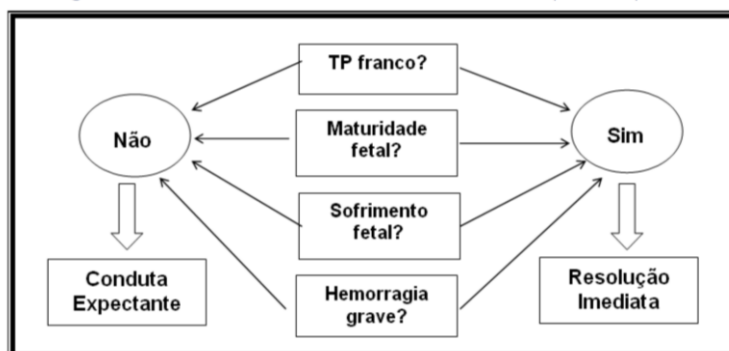 TP franco?
Não
Maturidade
fetal?
Sim
Sofrimento
fetal?
Conduta
Expectante
Hemorragia
grave?
Resolução
Imediata